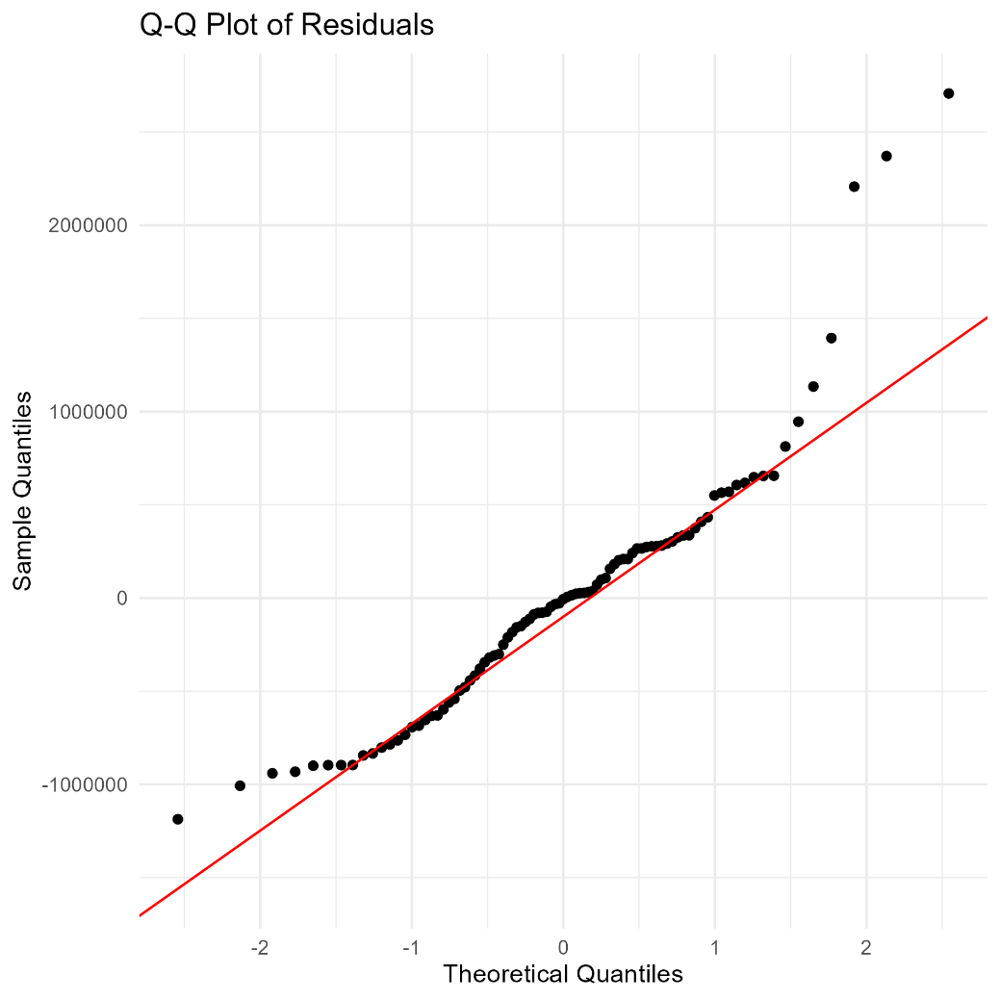 Q-Q Plot of Residuals
Sample Quantiles
2000000
1000000
0
-1000000
-2 -1 0 1 2
Theoretical Quantiles